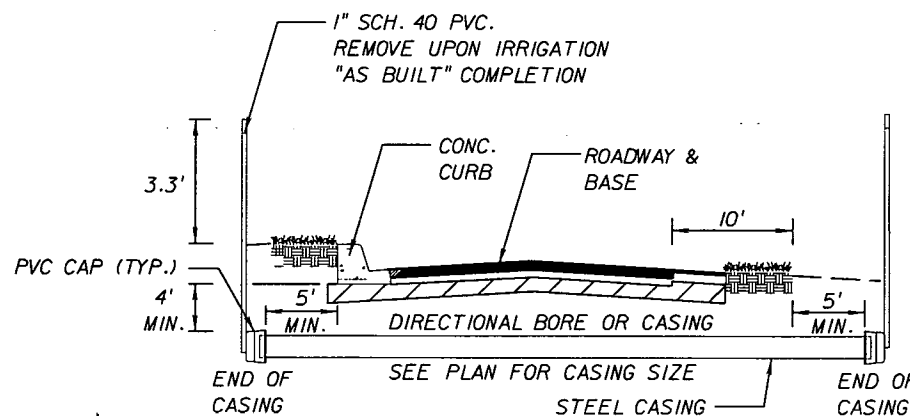 1" SCH. 40 PVC.
REMOVE UPON IRRIGATION
"AS BUILT" COMPLETION
CONC.
CURB
ROADWAY &
BASE
3.3'
10'
PVC CAP (TYP.)
4'
MIN.
5'
MIN.
DIRECTIONAL BORE OR CASING
5'
MIN.
END OF
CASING
SEE PLAN FOR CASING SIZE
STEEL CASING
END OF
CASING